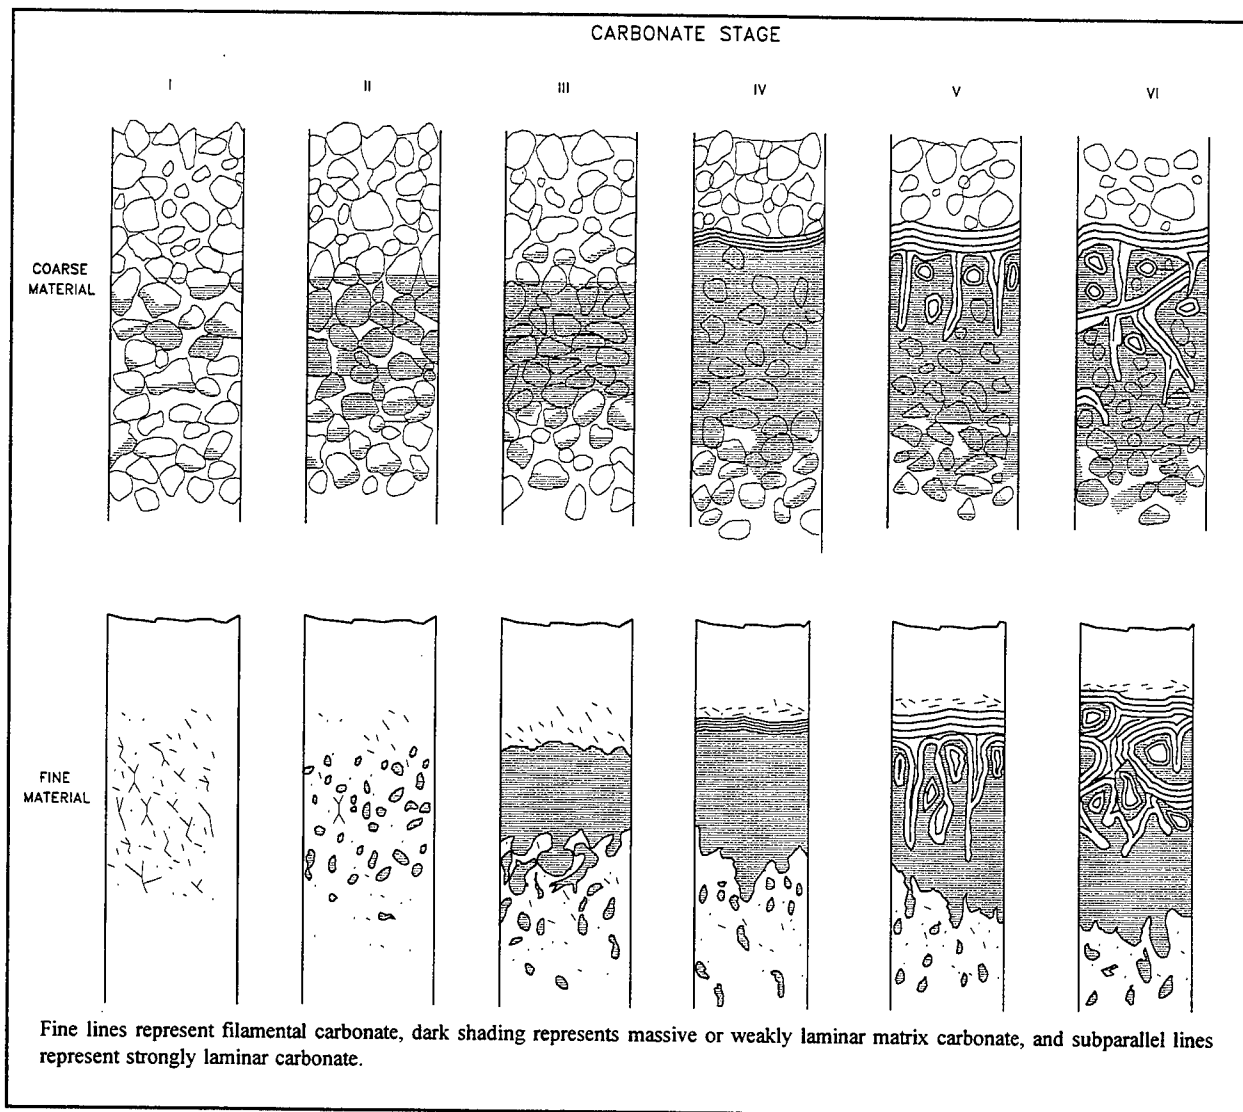 CARBONATE STAGE
I II III IV V VI
COARSE
MATERIAL
FINE
MATERIAL
Fine lines represent filamental carbonate, dark shading represents massive or weakly laminar matrix carbonate, and subparallel lines
represent strongly laminar carbonate.